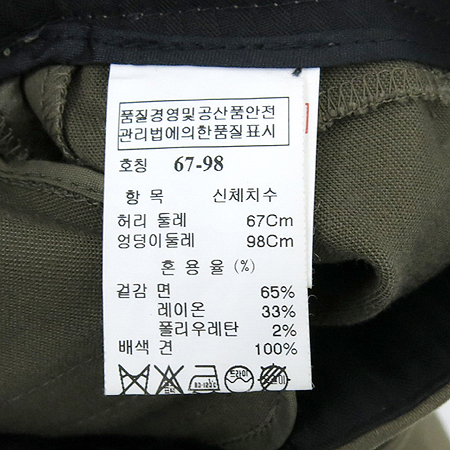 품질경영및공산품안전
관리법에의한품질표시
호칭 67-98
항 목 신체치수
허리 둘레 67Cm
엉덩이둘레 98Cm
혼 용 율 (%)
겉감 면 65%
레이온 33%
폴리우레탄 2%
배색 견 100%
드라이